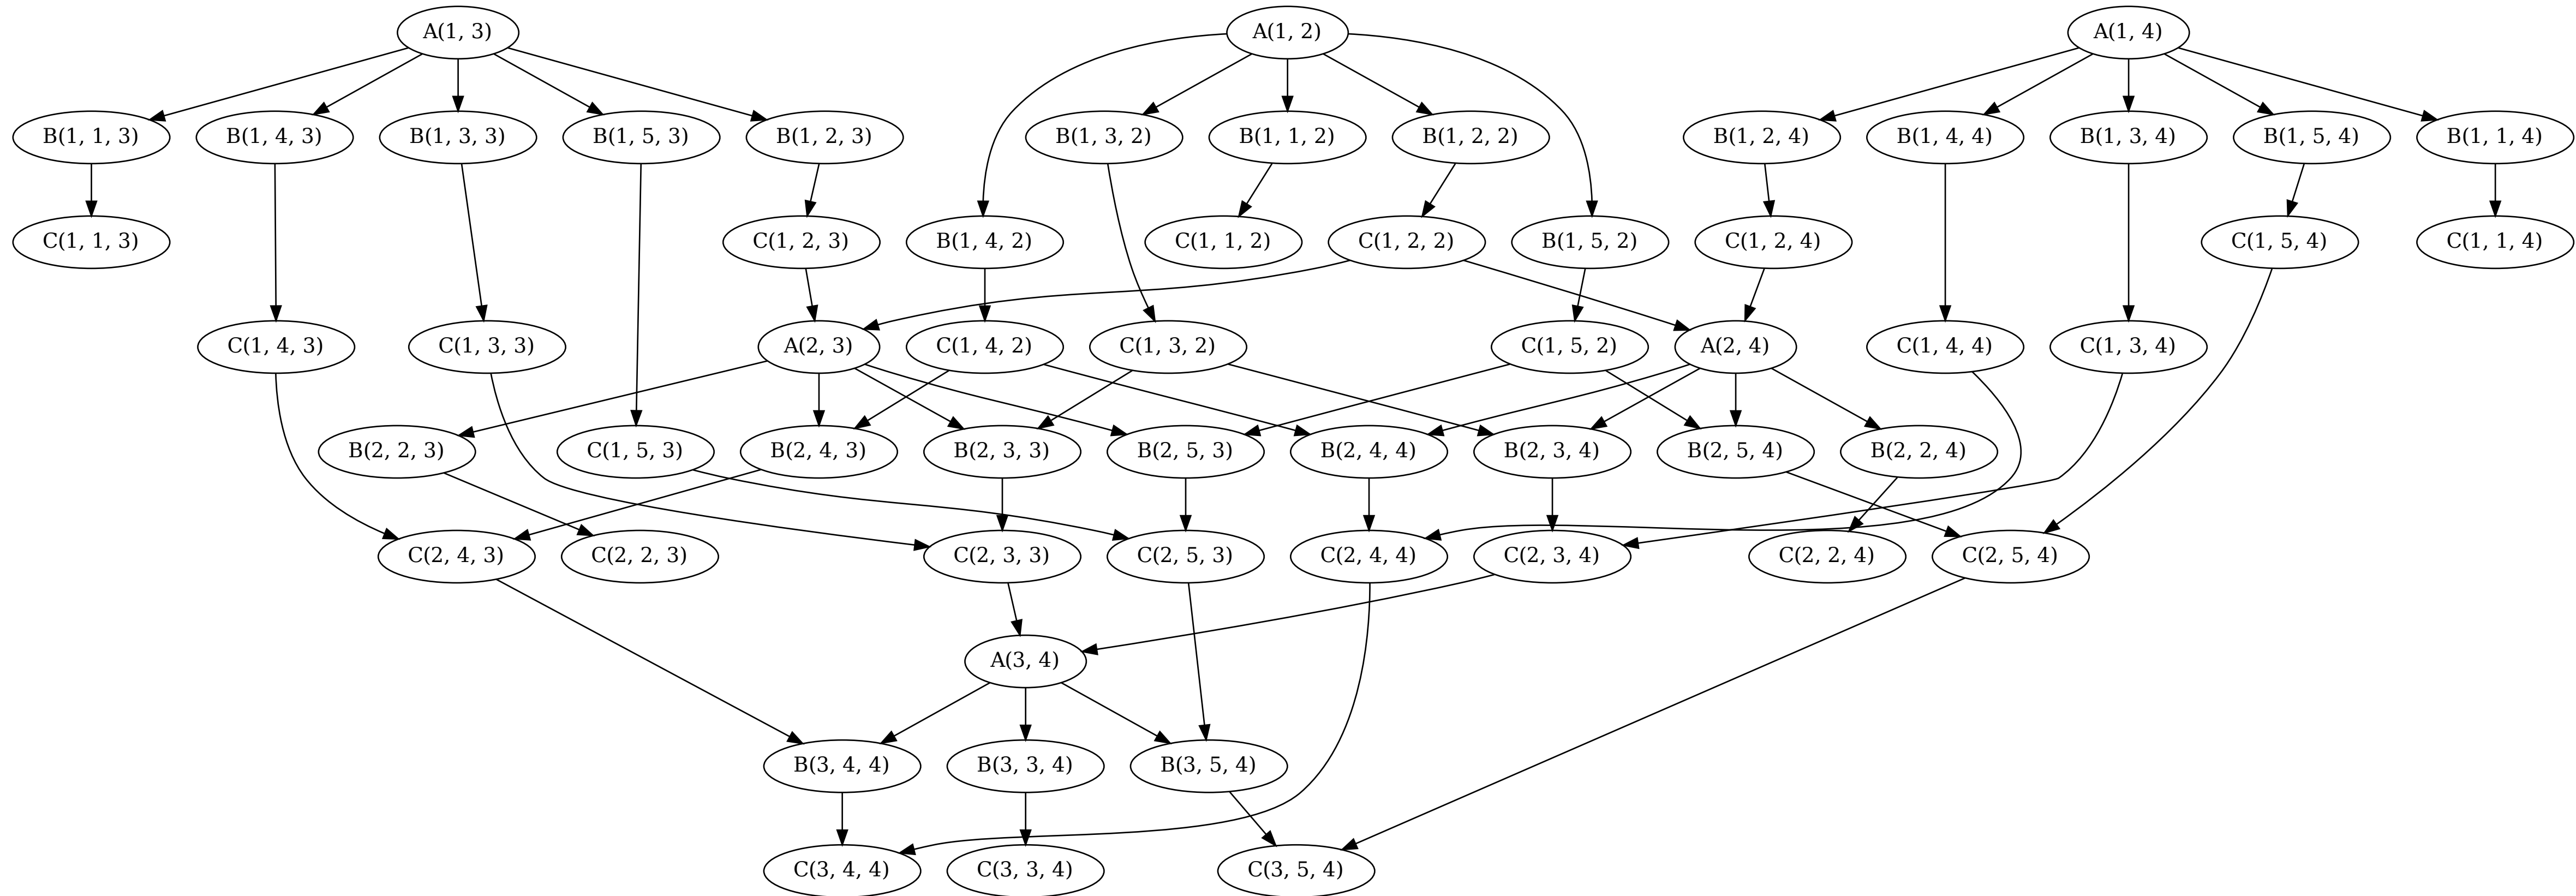 A(1, 3)
A(1, 2)
A(1, 4)
B(1, 1, 3)
B(1, 4, 3)
B(1, 3, 3)
B(1, 5, 3)
B(1, 2, 3)
B(1, 3, 2)
B(1, 1, 2)
B(1, 2, 2)
B(1, 2, 4)
B(1, 4, 4)
B(1, 3, 4)
B(1, 5, 4)
B(1, 1, 4)
C(1, 1, 3)
C(1, 2, 3)
B(1, 4, 2)
C(1, 1, 2)
C(1, 2, 2)
B(1, 5, 2)
C(1, 2, 4)
C(1, 5, 4)
C(1, 1, 4)
C(1, 4, 3)
C(1, 3, 3)
A(2, 3)
C(1, 4, 2)
C(1, 3, 2)
C(1, 5, 2)
A(2, 4)
C(1, 4, 4)
C(1, 3, 4)
B(2, 2, 3)
C(1, 5, 3)
B(2, 4, 3)
B(2, 3, 3)
B(2, 5, 3)
B(2, 4, 4)
B(2, 3, 4)
B(2, 5, 4)
B(2, 2, 4)
C(2, 4, 3)
C(2, 2, 3)
C(2, 3, 3)
C(2, 5, 3)
C(2, 4, 4)
C(2, 3, 4)
C(2, 2, 4)
C(2, 5, 4)
A(3, 4)
B(3, 4, 4)
B(3, 3, 4)
B(3, 5, 4)
C(3, 4, 4)
C(3, 3, 4)
C(3, 5, 4)